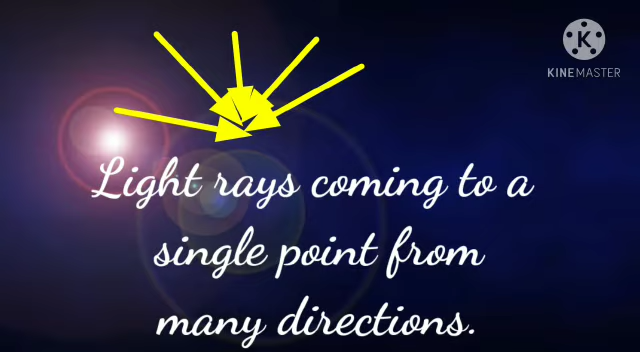 KINEMASTER
Light rays coming to a
single point from
many directions.